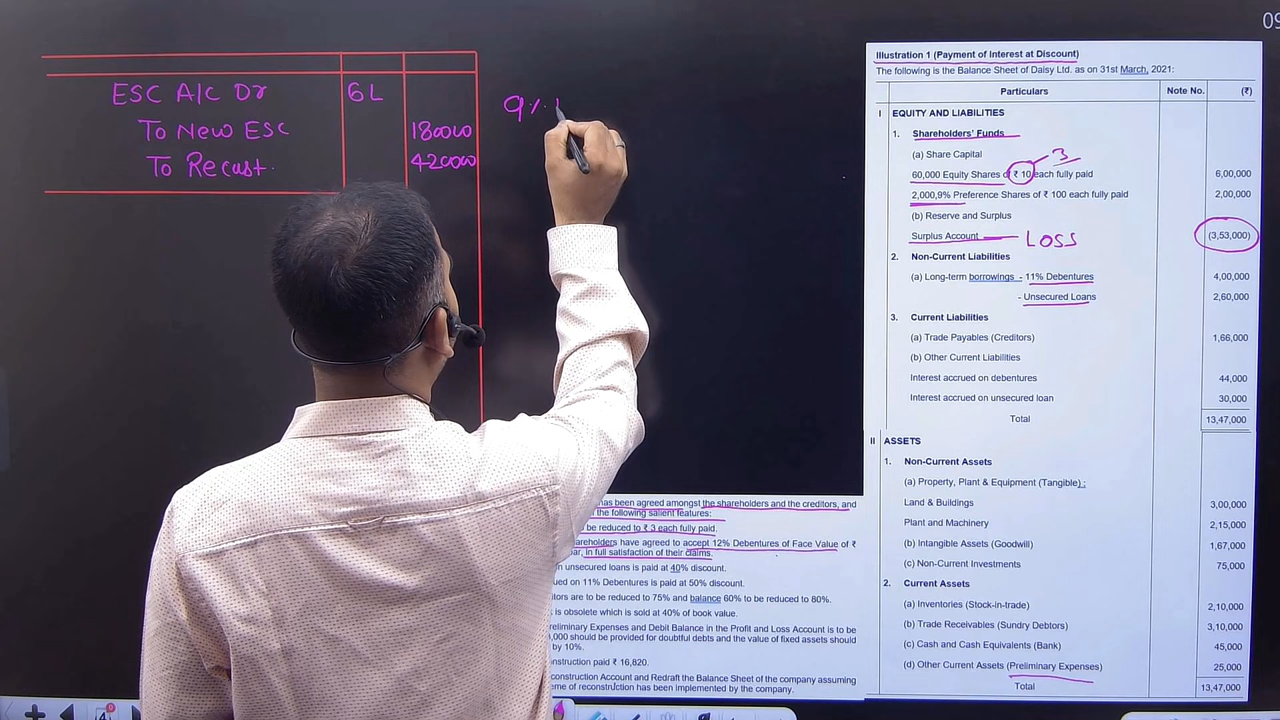 09
ESC A/C Dr 6L
To New ESC 180000
To Recost. 420000
9%
Illustration 1 (Payment of Interest at Discount)
The following is the Balance Sheet of Daisy Ltd. as on 31st March, 2021:
Particulars Note No. (₹)
I EQUITY AND LIABILITIES
1. Shareholders' Funds
3
(a) Share Capital
60,000 Equity Shares of ₹ 10 each fully paid 6,00,000
2,000,9% Preference Shares of ₹ 100 each fully paid 2,00,000
(b) Reserve and Surplus
Surplus Account LOSS (3,53,000)
2. Non-Current Liabilities
(a) Long-term borrowings - 11% Debentures 4,00,000
- Unsecured Loans 2,60,000
3. Current Liabilities
(a) Trade Payables (Creditors) 1,66,000
(b) Other Current Liabilities
Interest accrued on debentures 44,000
Interest accrued on unsecured loan 30,000
Total 13,47,000
II ASSETS
1. Non-Current Assets
(a) Property, Plant & Equipment (Tangible) :
Land & Buildings 3,00,000
Plant and Machinery 2,15,000
(b) Intangible Assets (Goodwill) 1,67,000
(c) Non-Current Investments 75,000
2. Current Assets
(a) Inventories (Stock-in-trade) 2,10,000
(b) Trade Receivables (Sundry Debtors) 3,10,000
(c) Cash and Cash Equivalents (Bank) 45,000
(d) Other Current Assets (Preliminary Expenses) 25,000
Total 13,47,000
has been agreed amongst the shareholders and the creditors, and
the following salient features:
be reduced to ₹ 3 each fully paid.
have agreed to accept 12% Debentures of Face Value of ₹
in full satisfaction of their claims.
unsecured loans is paid at 40% discount.
on 11% Debentures is paid at 50% discount.
are to be reduced to 75% and balance 60% to be reduced to 80%.
is obsolete which is sold at 40% of book value.
Expenses and Debit Balance in the Profit and Loss Account is to be
should be provided for doubtful debts and the value of fixed assets should
by 10%.
paid ₹ 16,820.
Account and Redraft the Balance Sheet of the company assuming
of reconstruction has been implemented by the company.